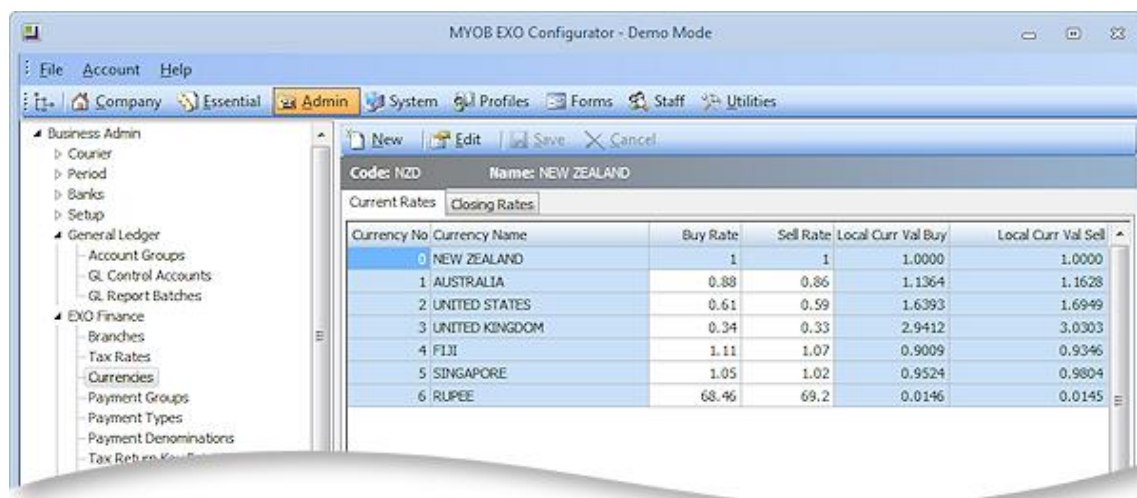 MYOB EXO Configurator - Demo Mode
File Account Help
Company Essential Admin System Profiles Forms Staff Utilities
Business Admin
Courier
Period
Banks
Setup
General Ledger
Account Groups
GL Control Accounts
GL Report Batches
EXO Finance
Branches
Tax Rates
Currencies
Payment Groups
Payment Types
Payment Denominations
Tax Return Key
New Edit Save Cancel
Code: NZD Name: NEW ZEALAND
Current Rates Closing Rates
Currency No Currency Name Buy Rate Sell Rate Local Curr Val Buy Local Curr Val Sell
0 NEW ZEALAND 1 1 1.0000 1.0000
1 AUSTRALIA 0.88 0.86 1.1364 1.1628
2 UNITED STATES 0.61 0.59 1.6393 1.6949
3 UNITED KINGDOM 0.34 0.33 2.9412 3.0303
4 FIJI 1.11 1.07 0.9009 0.9346
5 SINGAPORE 1.05 1.02 0.9524 0.9804
6 RUPEE 68.46 69.2 0.0146 0.0145